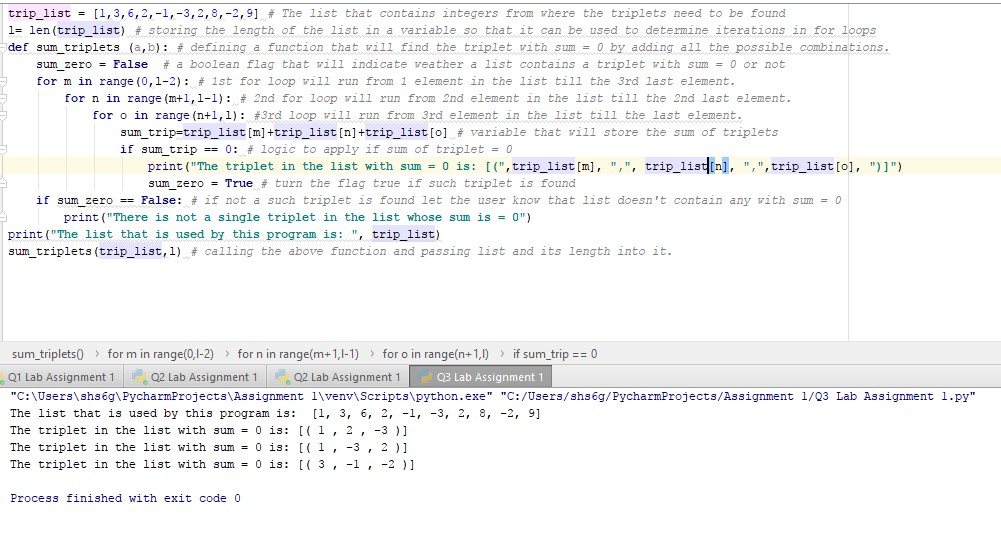 trip_list = [1,3,6,2,-1,-3,2,8,-2,9] # The list that contains integers from where the triplets need to be found
l= len(trip_list) # storing the length of the list in a variable so that it can be used to determine iterations in for loops
def sum_triplets (a,b): # defining a function that will find the triplet with sum = 0 by adding all the possible combinations.
    sum_zero = False  # a boolean flag that will indicate weather a list contains a triplet with sum = 0 or not
    for m in range(0,l-2): # 1st for loop will run from 1 element in the list till the 3rd last element.
        for n in range(m+1,l-1): # 2nd for loop will run from 2nd element in the list till the 2nd last element.
            for o in range(n+1,l): #3rd loop will run from 3rd element in the list till the last element.
                sum_trip=trip_list[m]+trip_list[n]+trip_list[o] # variable that will store the sum of triplets
                if sum_trip == 0: # logic to apply if sum of triplet = 0
                    print("The triplet in the list with sum = 0 is: [(",trip_list[m], ",", trip_list[n], ",",trip_list[o], ")]")
                    sum_zero = True # turn the flag true if such triplet is found
    if sum_zero == False: # if not a such triplet is found let the user know that list doesn't contain any with sum = 0
        print("There is not a single triplet in the list whose sum is = 0")
print("The list that is used by this program is: ", trip_list)
sum_triplets(trip_list,l) # calling the above function and passing list and its length into it.
sum_triplets() › for m in range(0,l-2) › for n in range(m+1,l-1) › for o in range(n+1,l) › if sum_trip == 0
Q1 Lab Assignment 1 Q2 Lab Assignment 1 Q2 Lab Assignment 1 Q3 Lab Assignment 1
"C:\Users\shs6g\PycharmProjects\Assignment 1\venv\Scripts\python.exe" "C:/Users/shs6g/PycharmProjects/Assignment 1/Q3 Lab Assignment 1.py"
The list that is used by this program is:  [1, 3, 6, 2, -1, -3, 2, 8, -2, 9]
The triplet in the list with sum = 0 is: [( 1 , 2 , -3 )]
The triplet in the list with sum = 0 is: [( 1 , -3 , 2 )]
The triplet in the list with sum = 0 is: [( 3 , -1 , -2 )]
Process finished with exit code 0